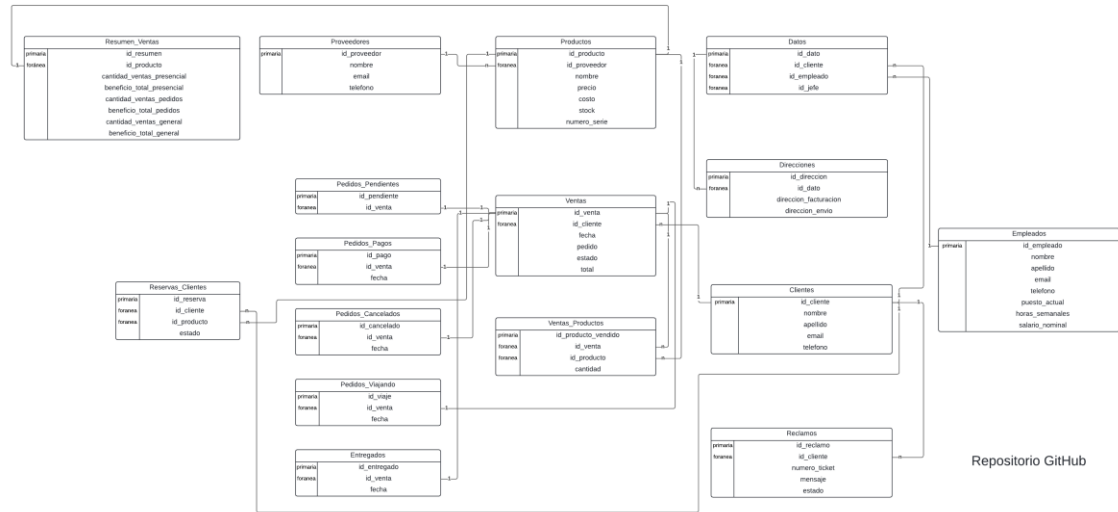 Resumen_Ventas
primaria id_resumen
foránea id_producto
cantidad_ventas_presencial
beneficio_total_presencial
cantidad_ventas_pedidos
beneficio_total_pedidos
cantidad_ventas_general
beneficio_total_general
Proveedores
primaria id_proveedor
nombre
email
telefono
Productos
primaria id_producto
foranea id_proveedor
nombre
precio
costo
stock
numero_serie
Datos
primaria id_dato
foranea id_cliente
foranea id_empleado
foranea id_jefe
Direcciones
primaria id_direccion
foranea id_dato
direccion_facturacion
direccion_envio
Pedidos_Pendientes
primaria id_pendiente
foranea id_venta
Ventas
primaria id_venta
foranea id_cliente
fecha
pedido
estado
total
Empleados
primaria id_empleado
nombre
apellido
email
telefono
puesto_actual
horas_semanales
salario_nominal
Pedidos_Pagos
primaria id_pago
foranea id_venta
fecha
Reservas_Clientes
primaria id_reserva
foranea id_cliente
foranea id_producto
estado
Clientes
primaria id_cliente
nombre
apellido
email
telefono
Pedidos_Cancelados
primaria id_cancelado
foranea id_venta
fecha
Ventas_Productos
primaria id_producto_vendido
foranea id_venta
foranea id_producto
cantidad
Pedidos_Viajando
primaria id_viaje
foranea id_venta
fecha
Entregados
primaria id_entregado
foranea id_venta
fecha
Reclamos
primaria id_reclamo
foranea id_cliente
numero_ticket
mensaje
estado
Repositorio GitHub